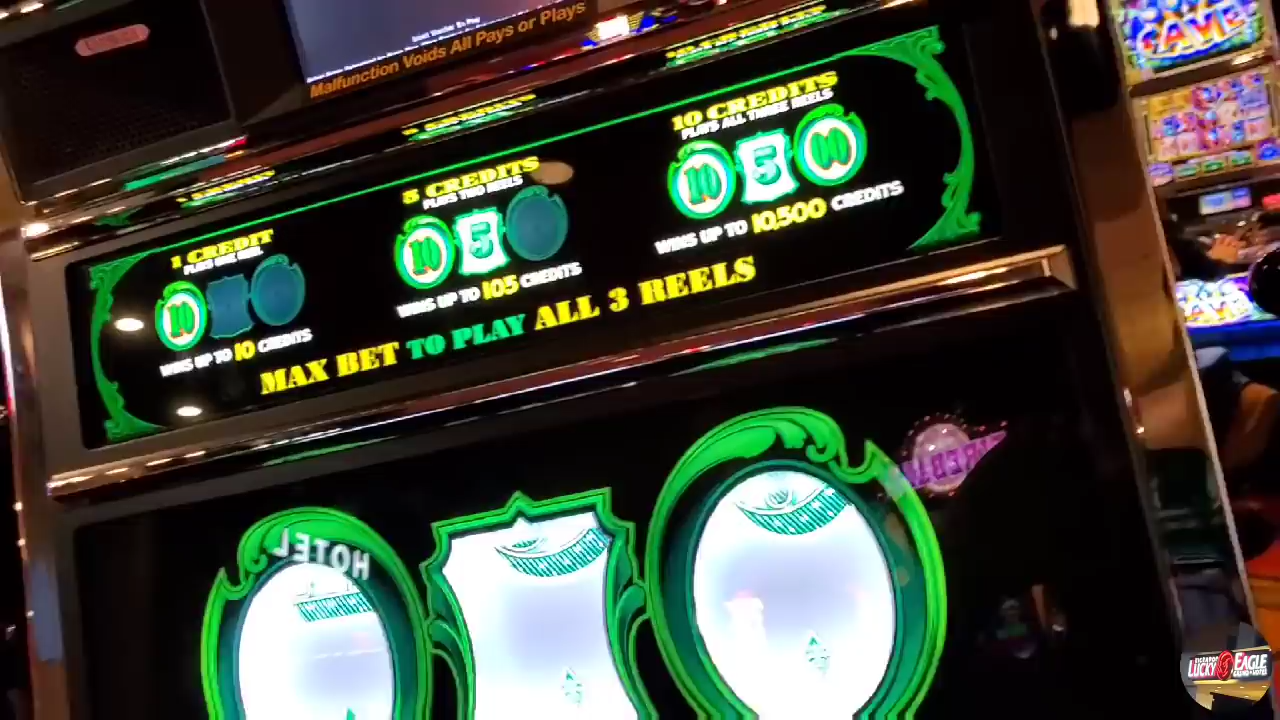 Malfunction Voids All Pays or Plays
1 CREDIT
PLAYS ONE REEL
10
WINS UP TO 10 CREDITS
5 CREDITS
PLAYS TWO REELS
10 5
WINS UP TO 105 CREDITS
10 CREDITS
PLAYS ALL THREE REELS
10 5 00
WINS UP TO 10,500 CREDITS
MAX BET TO PLAY ALL 3 REELS
HOTEL
LUCKY EAGLE